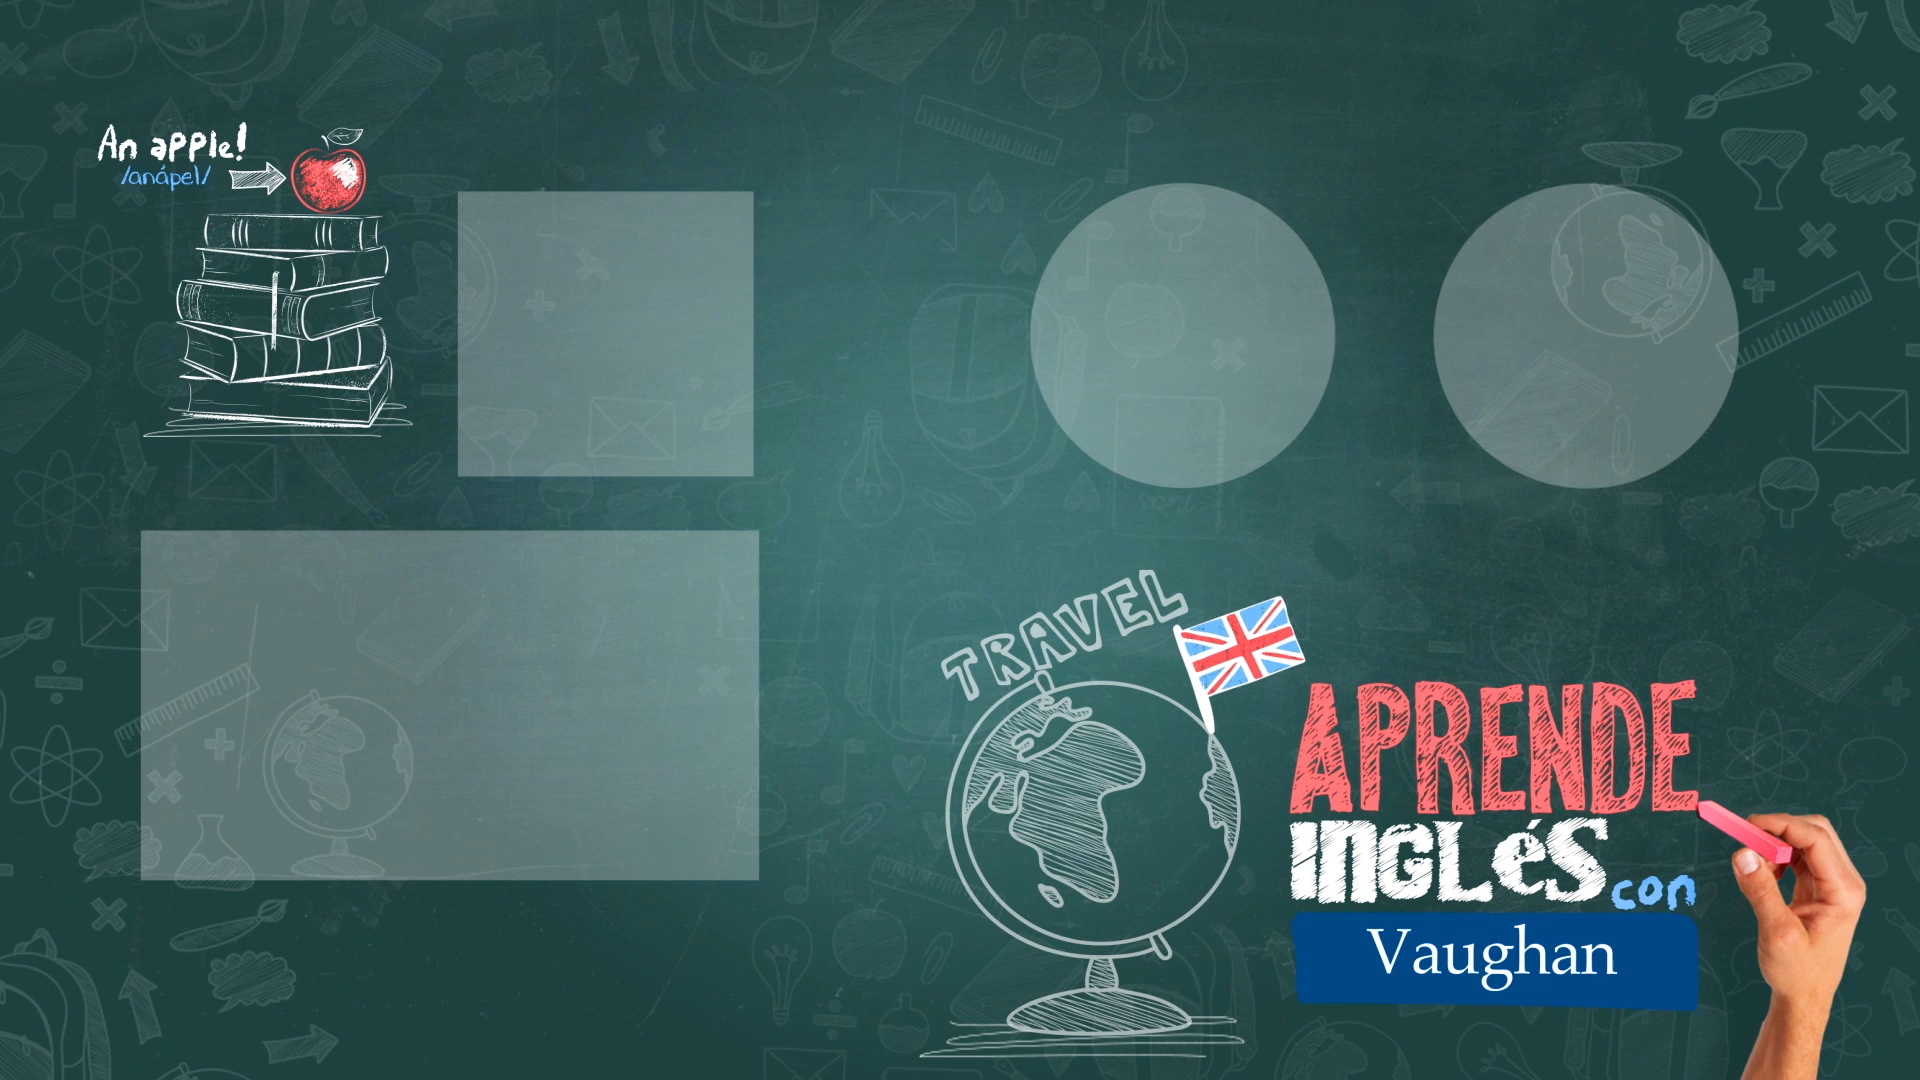 An apple!
/anápel/
TRAVEL
APRENDE
INGLéS con
Vaughan